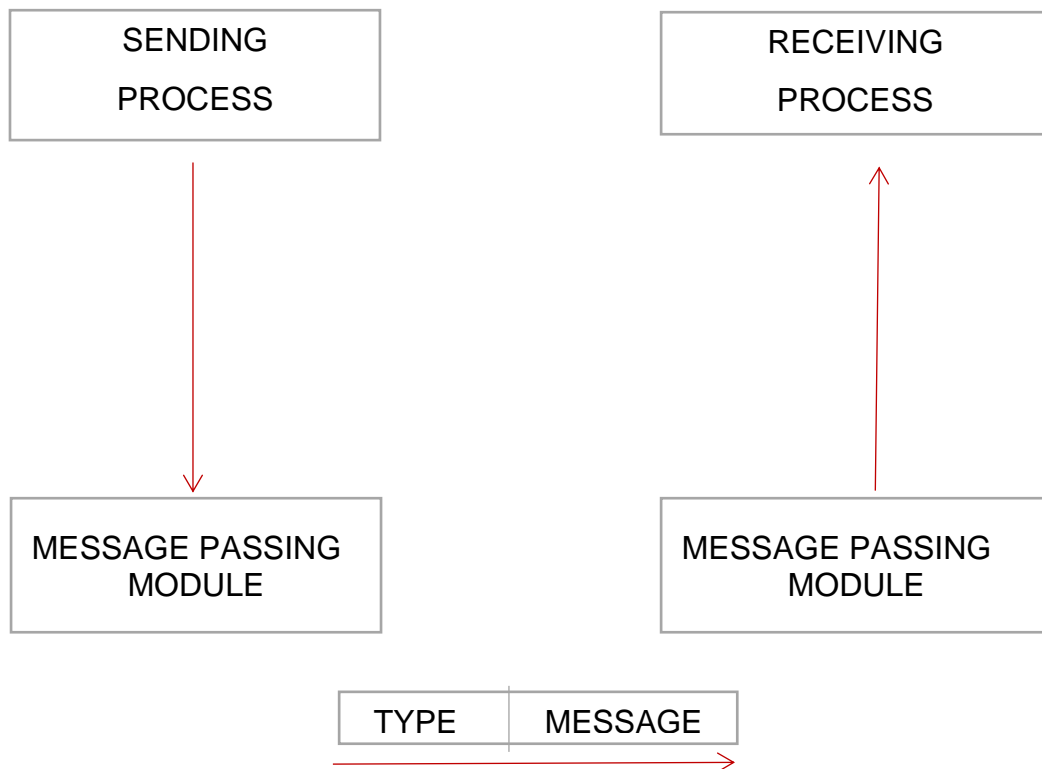 SENDING
PROCESS
RECEIVING
PROCESS
MESSAGE PASSING
MODULE
MESSAGE PASSING
MODULE
TYPE
MESSAGE